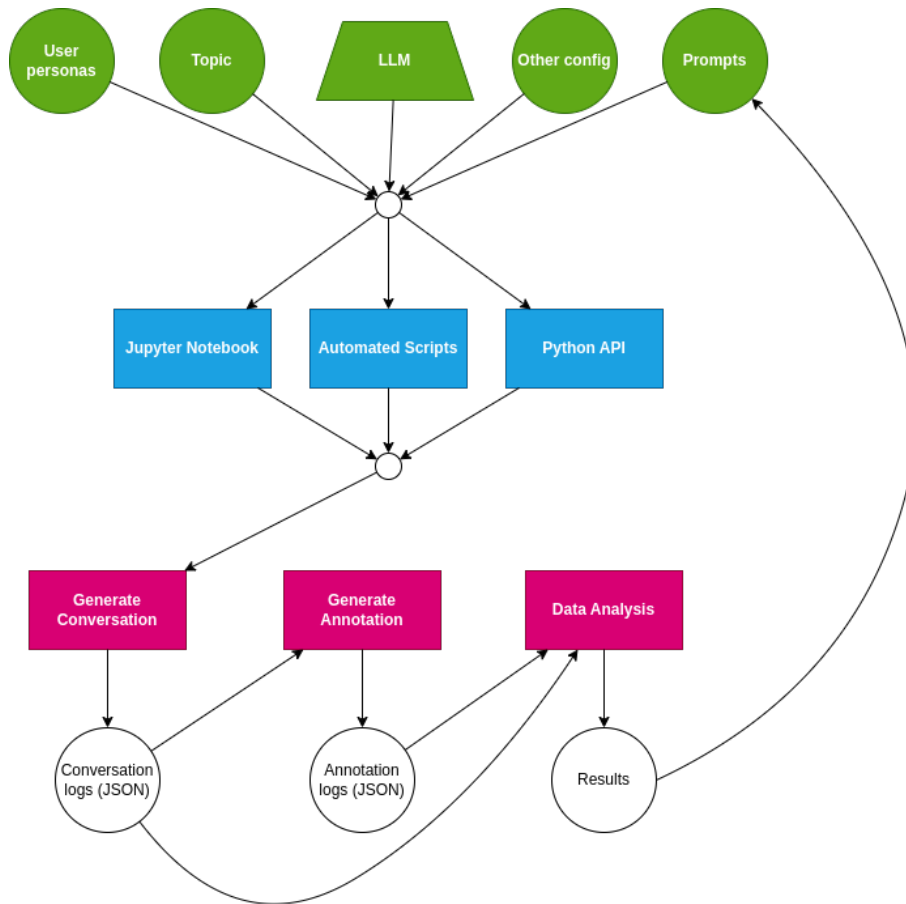 User
personas
Topic
LLM
Other config
Prompts
Jupyter Notebook
Automated Scripts
Python API
Generate
Conversation
Generate
Annotation
Data Analysis
Conversation
logs (JSON)
Annotation
logs (JSON)
Results